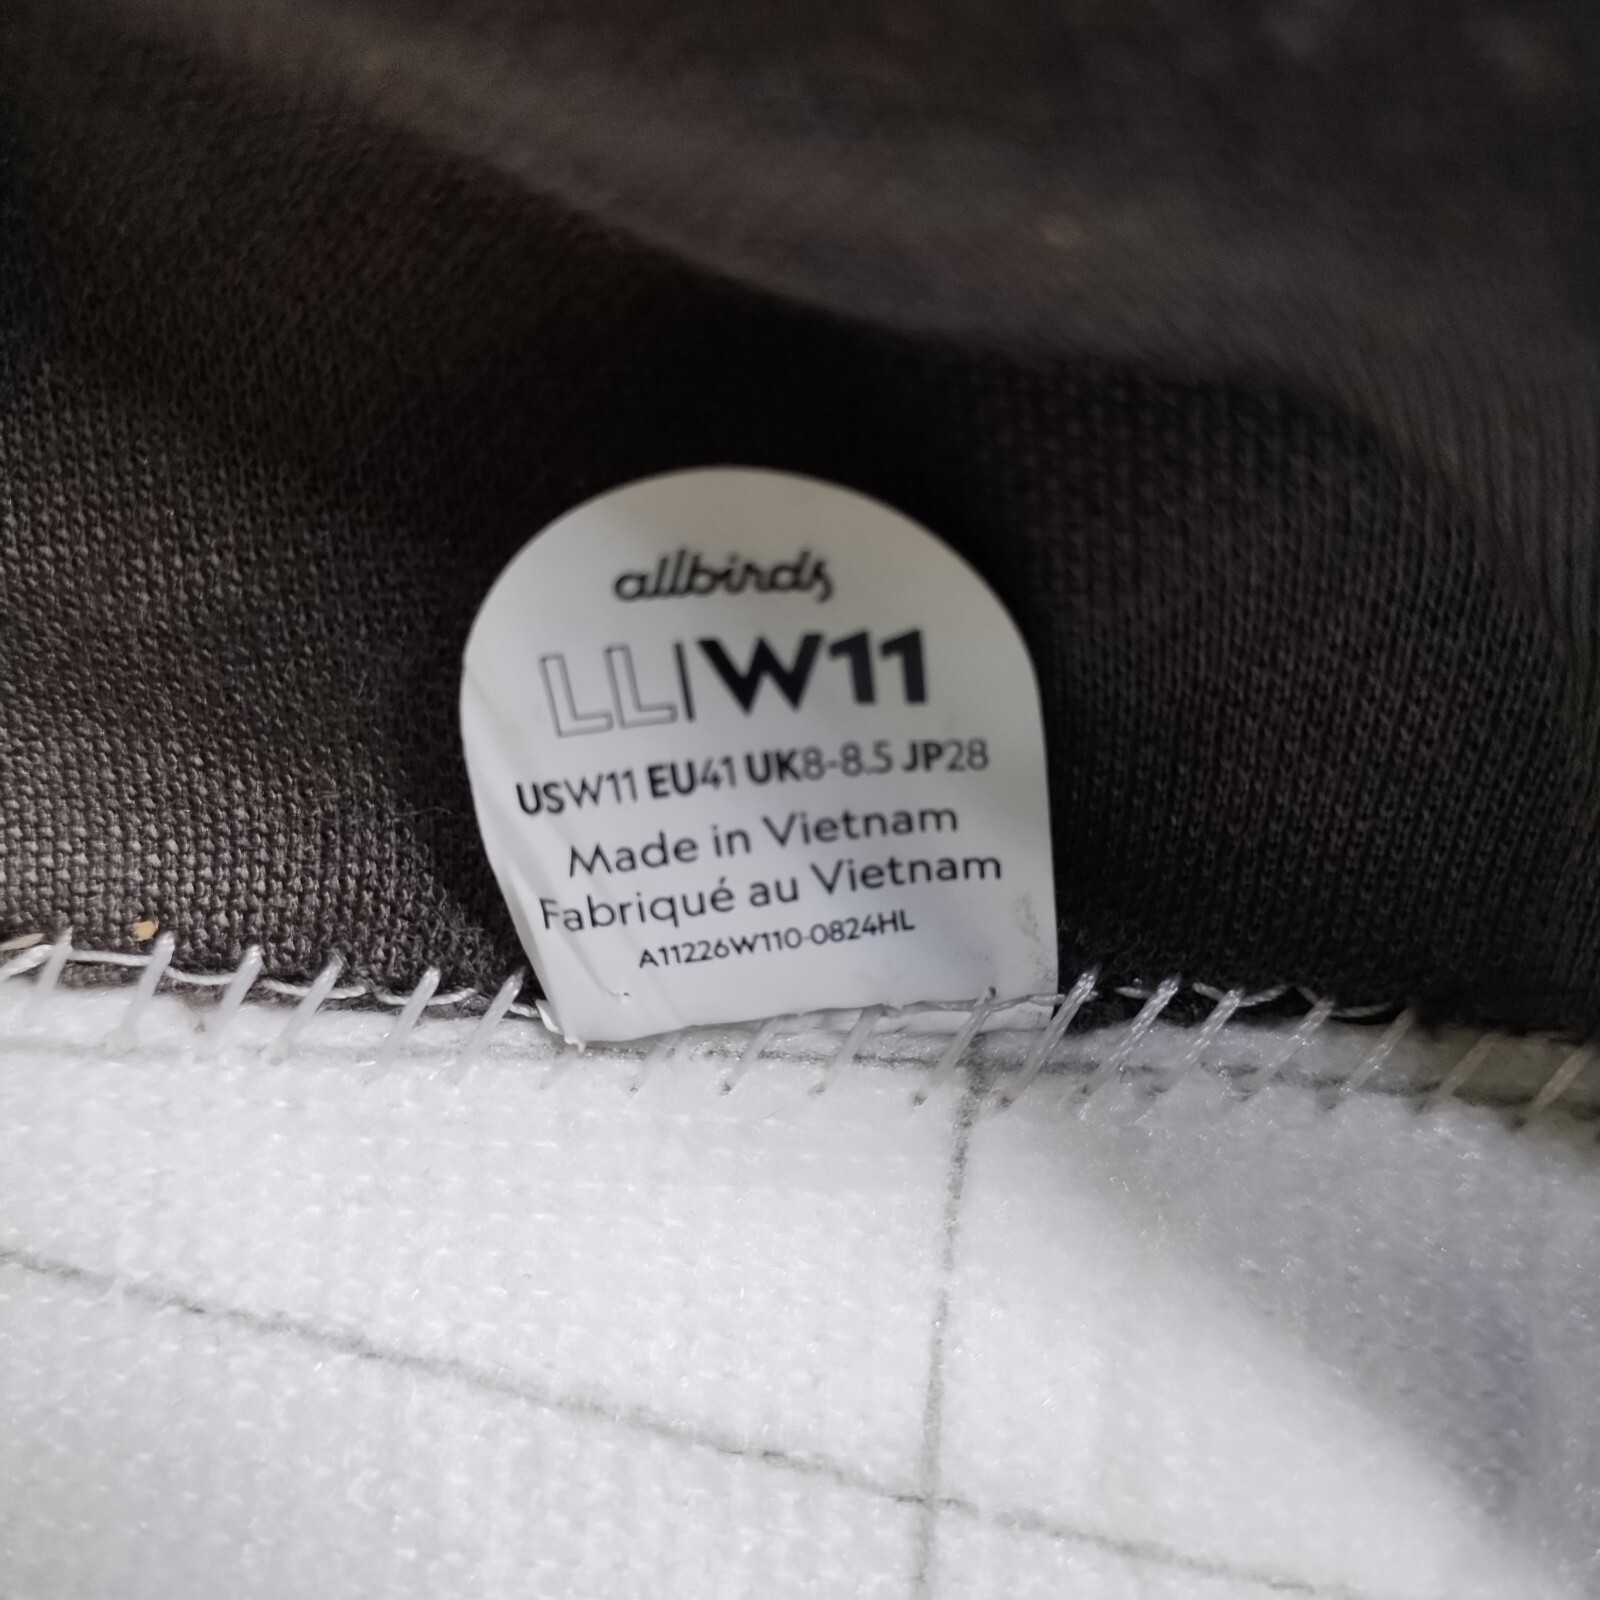 allbirds
LL|W11
USW11 EU41 UK8-8.5 JP28
Made in Vietnam
Fabriqué au Vietnam
A11226W110-0824HL